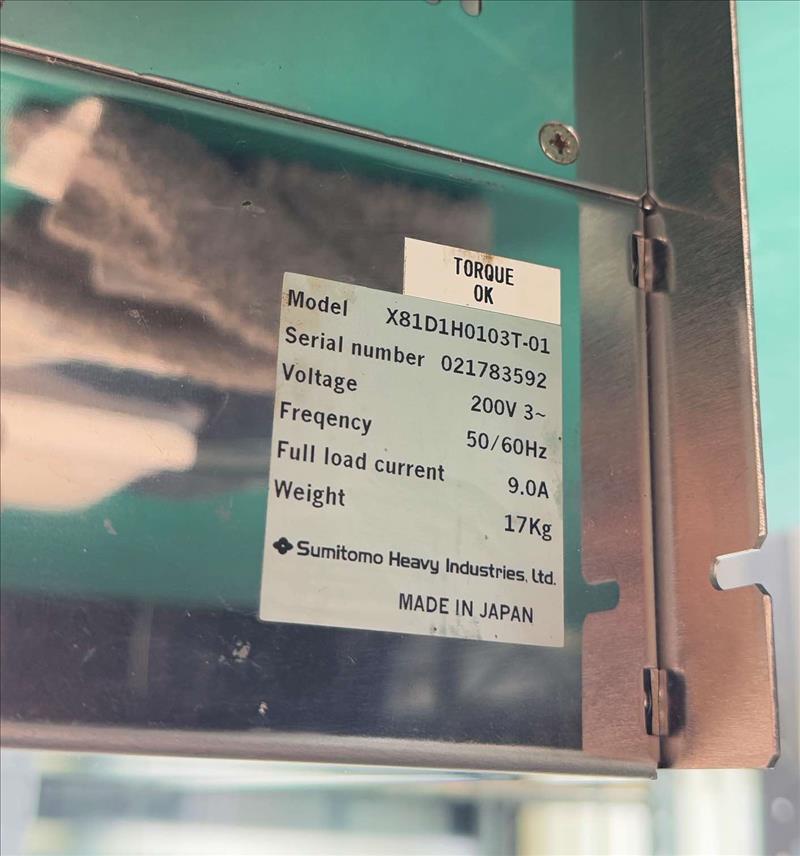 TORQUE
OK
Model X81D1H0103T-01
Serial number 021783592
Voltage 200V 3~
Freqency 50/60Hz
Full load current 9.0A
Weight 17Kg
Sumitomo Heavy Industries, Ltd.
MADE IN JAPAN